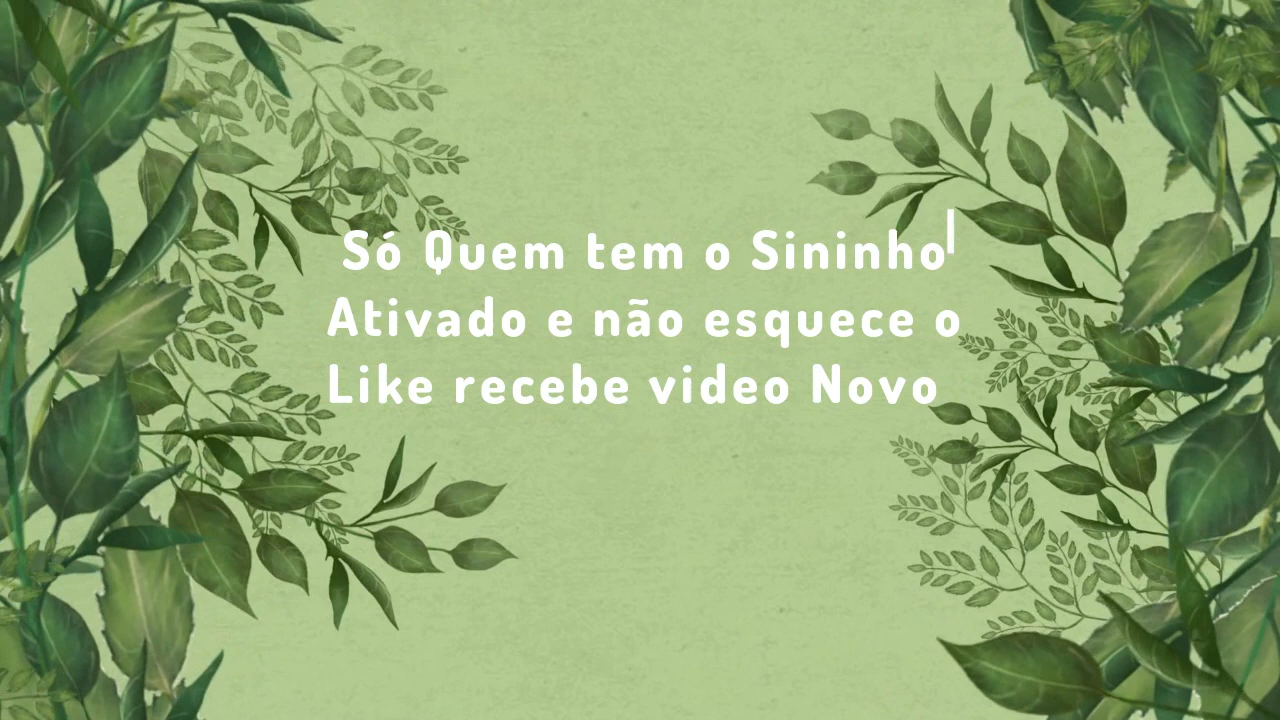 Só Quem tem o Sininho
Ativado e não esquece o
Like recebe video Novo